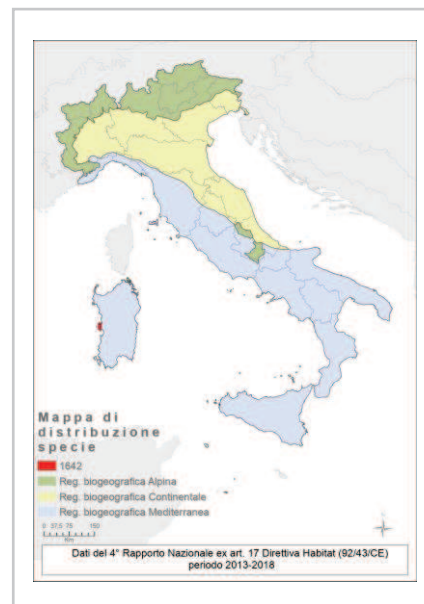 Mappa di
distribuzione
specie
1642
Reg. biogeografica Alpina
Reg. biogeografica Continentale
Reg. biogeografica Mediterranea
0 37,5 75 150
Km
Dati del 4° Rapporto Nazionale ex art. 17 Direttiva Habitat (92/43/CE)
periodo 2013-2018